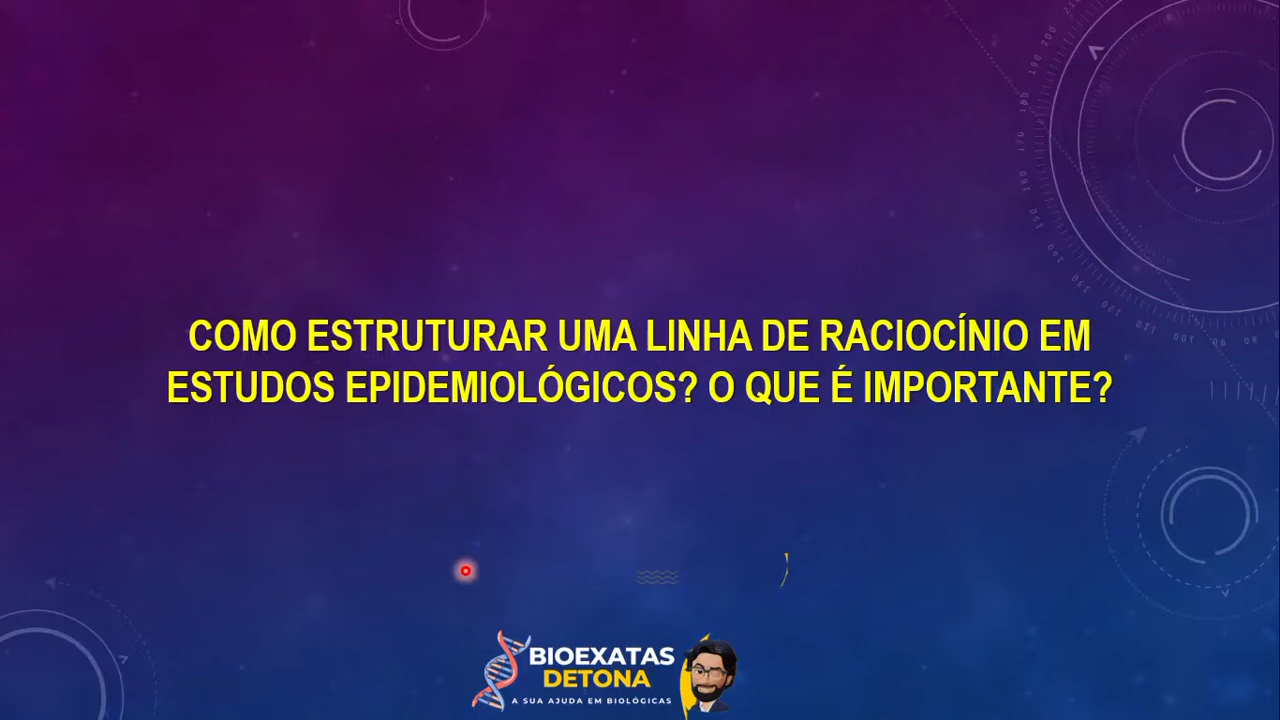 COMO ESTRUTURAR UMA LINHA DE RACIOCÍNIO EM
ESTUDOS EPIDEMIOLÓGICOS? O QUE É IMPORTANTE?
BIOEXATAS
DETONA
A SUA AJUDA EM BIOLÓGICAS